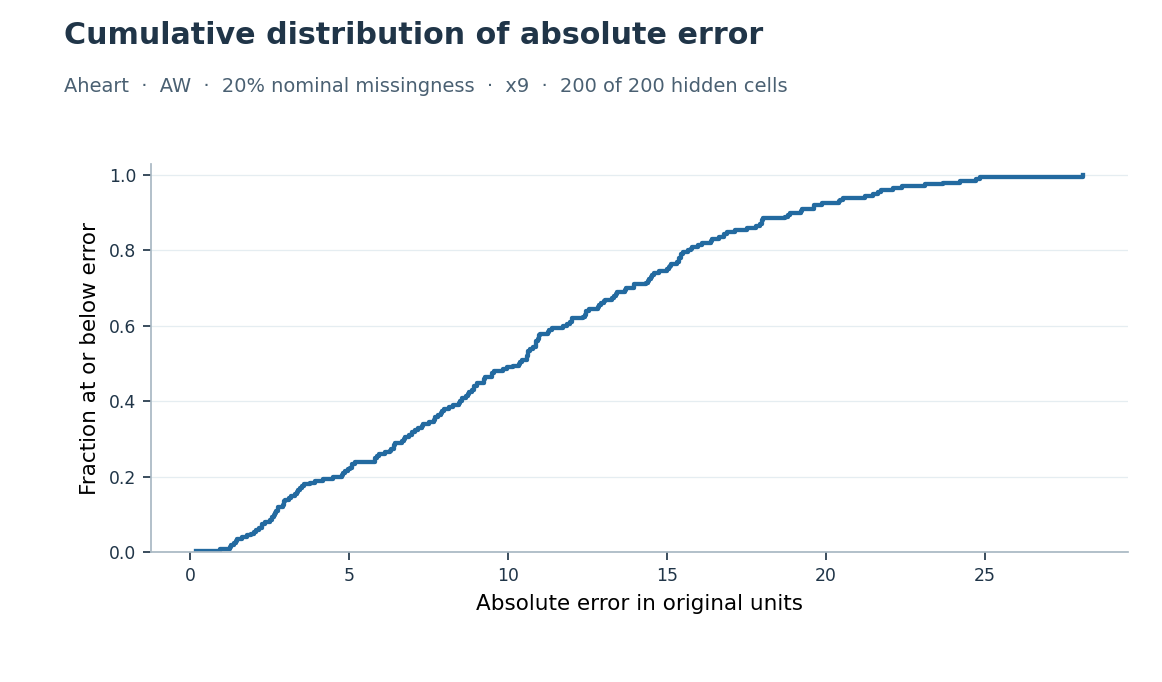 Cumulative distribution of absolute error
Aheart · AW · 20% nominal missingness · x9 · 200 of 200 hidden cells
Fraction at or below error
1.0
0.8
0.6
0.4
0.2
0.0
0 5 10 15 20 25
Absolute error in original units